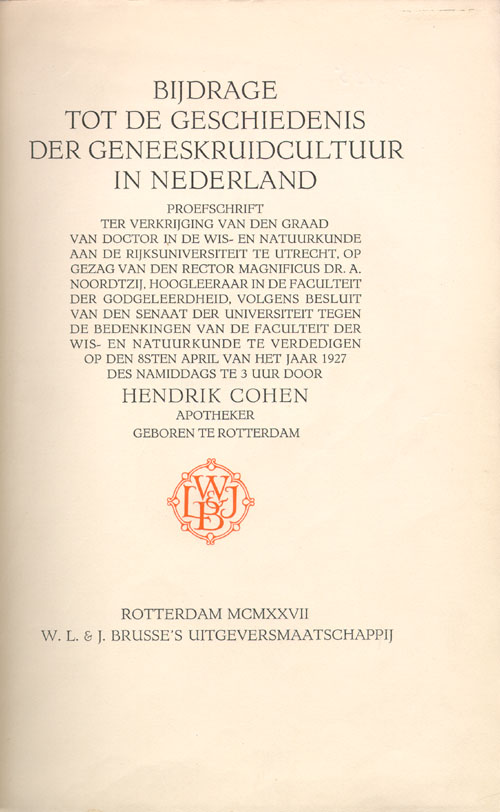 BIJDRAGE
TOT DE GESCHIEDENIS
DER GENEESKRUIDCULTUUR
IN NEDERLAND
PROEFSCHRIFT
TER VERKRIJGING VAN DEN GRAAD
VAN DOCTOR IN DE WIS- EN NATUURKUNDE
AAN DE RIJKSUNIVERSITEIT TE UTRECHT, OP
GEZAG VAN DEN RECTOR MAGNIFICUS DR. A.
NOORDTZIJ, HOOGLEERAAR IN DE FACULTEIT
DER GODGELEERDHEID, VOLGENS BESLUIT
VAN DEN SENAAT DER UNIVERSITEIT TEGEN
DE BEDENKINGEN VAN DE FACULTEIT DER
WIS- EN NATUURKUNDE TE VERDEDIGEN
OP DEN 8STEN APRIL VAN HET JAAR 1927
DES NAMIDDAGS TE 3 UUR DOOR
HENDRIK COHEN
APOTHEKER
GEBOREN TE ROTTERDAM
W
L & J
B
ROTTERDAM MCMXXVII
W. L. & J. BRUSSE'S UITGEVERSMAATSCHAPPIJ